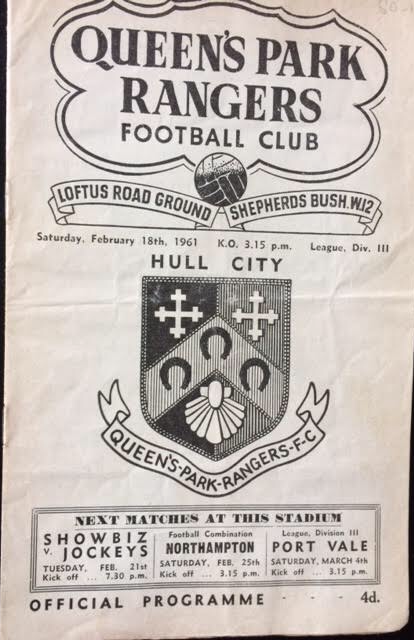 QUEEN'S PARK
RANGERS
FOOTBALL CLUB
LOFTUS ROAD GROUND SHEPHERDS BUSH.W.12
Saturday, February 18th, 1961 K.O. 3.15 p.m. League, Div. III
HULL CITY
QUEEN'S-PARK-RANGERS-F-C
NEXT MATCHES AT THIS STADIUM
SHOWBIZ
v. JOCKEYS
TUESDAY, FEB. 21st
Kick off ... 7.30 p.m.
Football Combination
NORTHAMPTON
SATURDAY, FEB. 25th
Kick off ... 3.15 p.m.
League, Division III
PORT VALE
SATURDAY, MARCH 4th
Kick off ... 3.15 p.m.
OFFICIAL PROGRAMME - - - 4d.